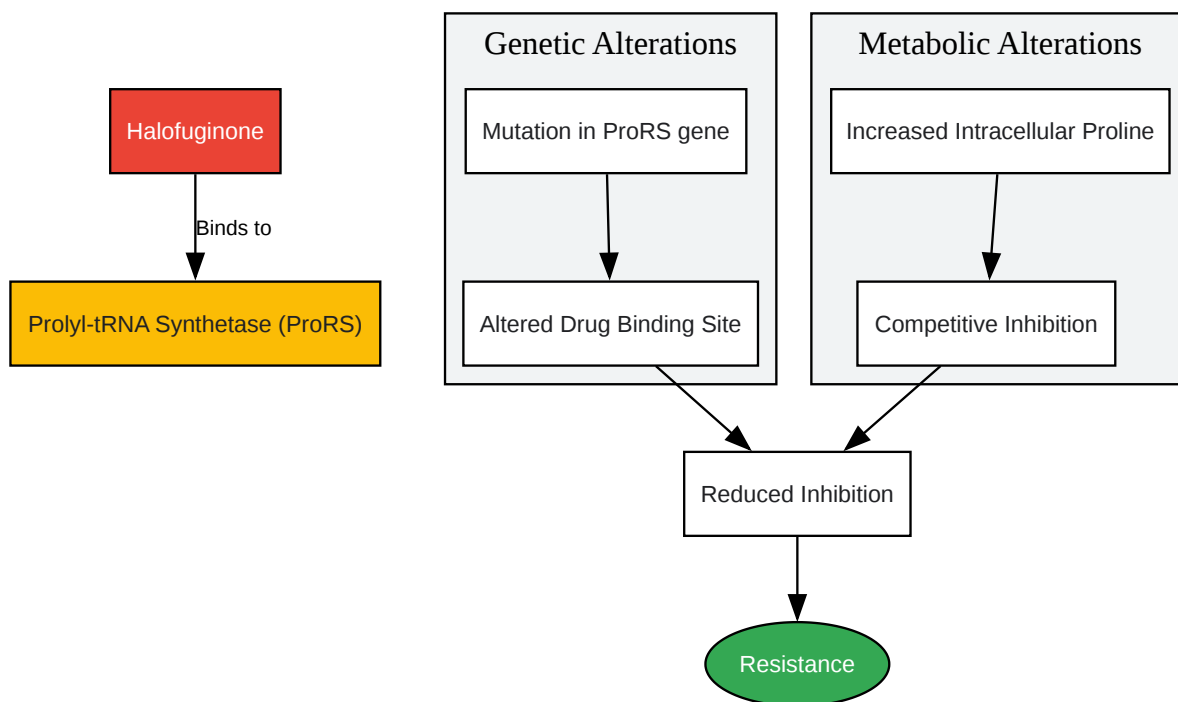 Genetic Alterations
Metabolic Alterations
Halofuginone
Mutation in ProRS gene
Increased Intracellular Proline
Binds to
Prolyl-tRNA Synthetase (ProRS)
Altered Drug Binding Site
Competitive Inhibition
Reduced Inhibition
Resistance